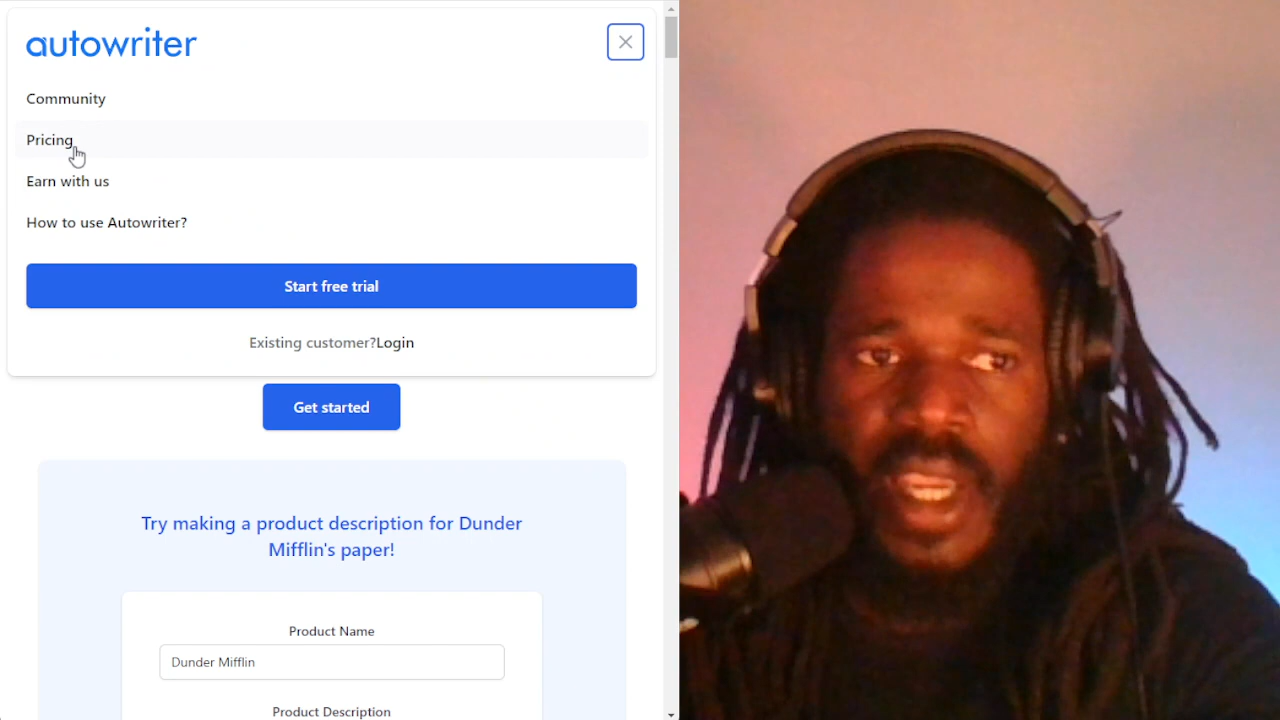 autowriter
Community
Pricing
Earn with us
How to use Autowriter?
Start free trial
Existing customer?Login
Get started
Try making a product description for Dunder
Mifflin's paper!
Product Name
Dunder Mifflin
Product Description